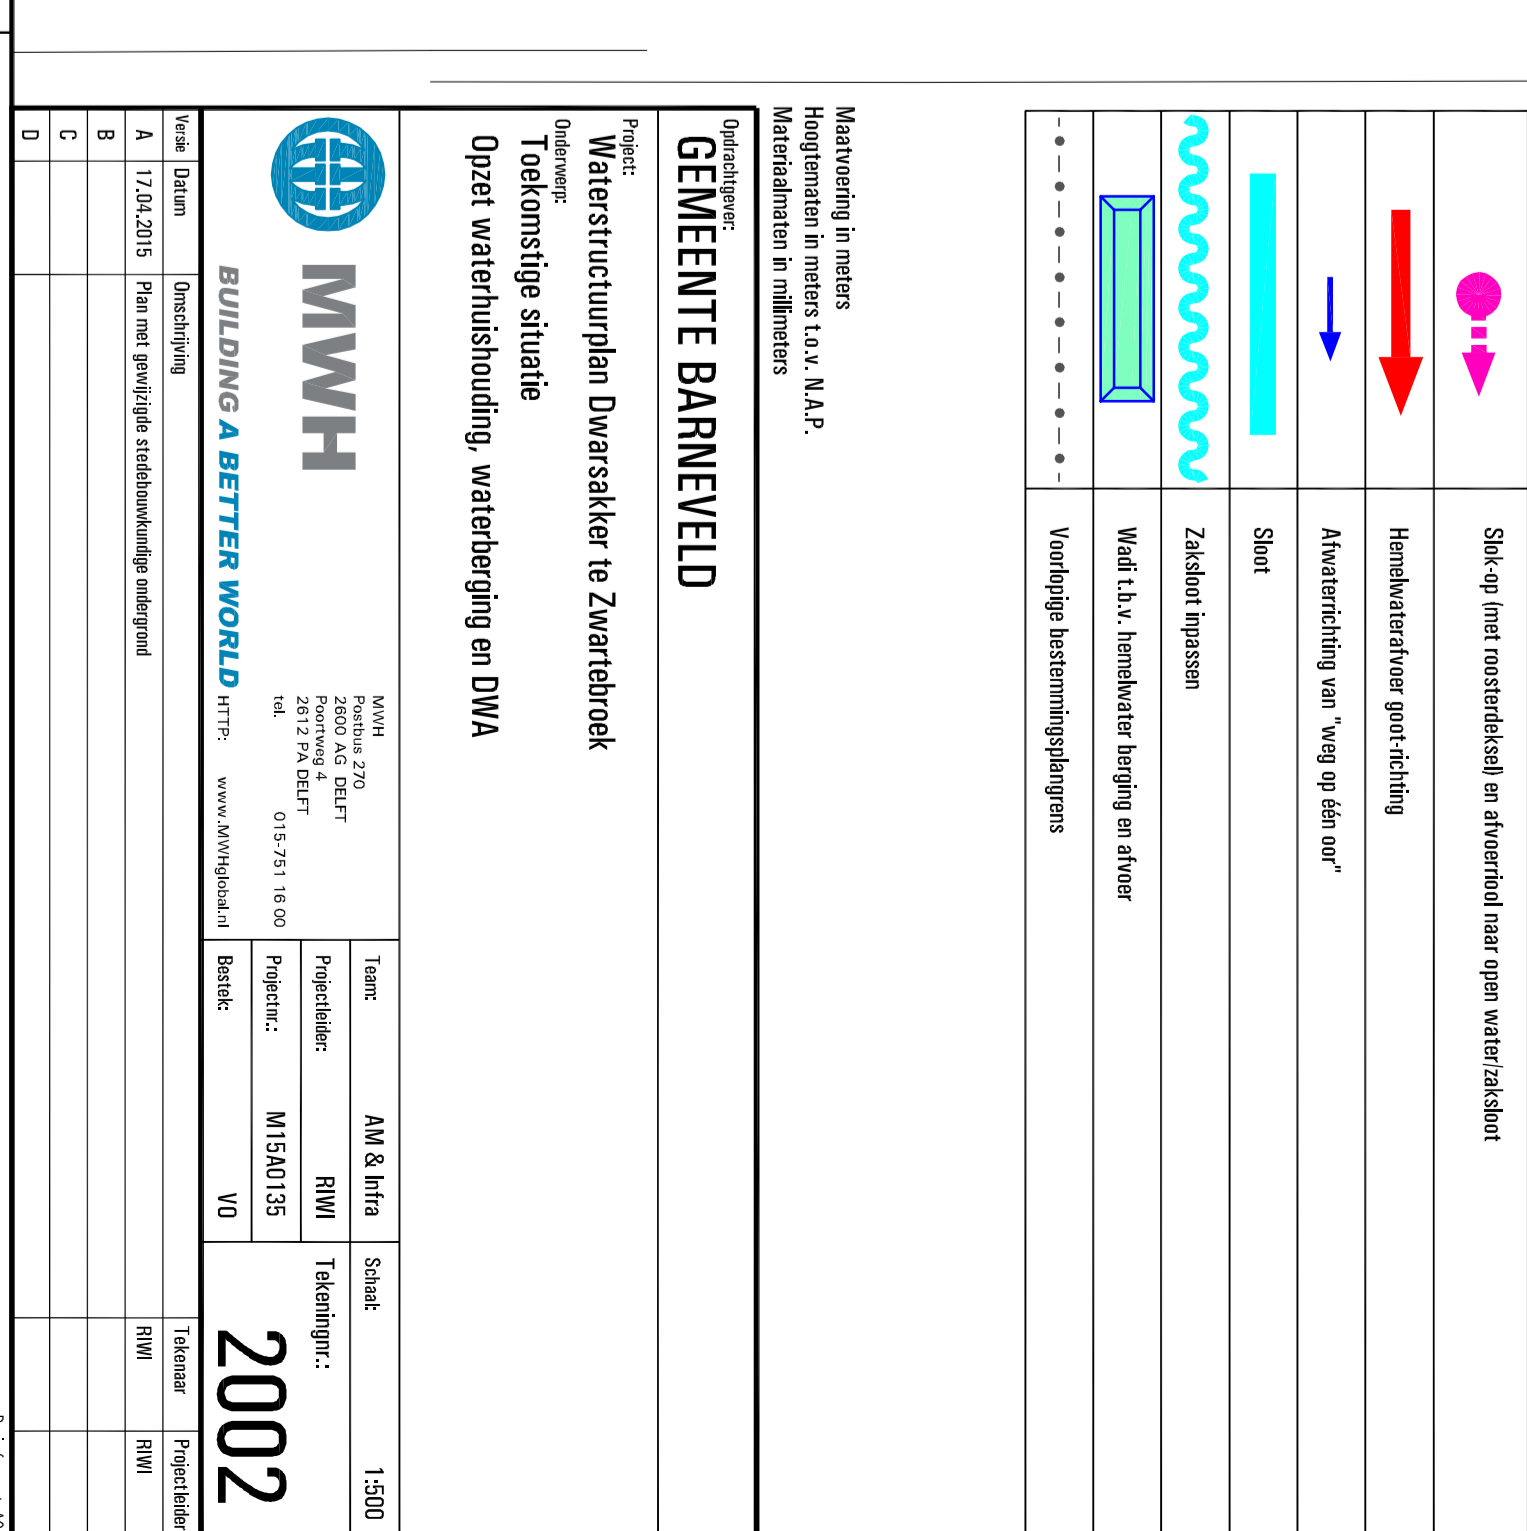 Slok-op (met roosterdeksel) en afvoerriool naar open water/zaksloot
Hemelwaterafvoer goot-richting
Afwaterrichting van "weg op één oor"
Sloot
Zaksloot inpassen
Wadi t.b.v. hemelwater berging en afvoer
Voorlopige bestemmingsplangrens
Maatvoering in meters
Hoogtematen in meters t.o.v. N.A.P.
Materiaalmaten in millimeters
Opdrachtgever:
GEMEENTE BARNEVELD
Project:
Waterstructuurplan Dwarsakker te Zwartebroek
Onderwerp:
Toekomstige situatie
Opzet waterhuishouding, waterberging en DWA
MWH
BUILDING A BETTER WORLD
MWH
Postbus 270
2600 AG DELFT
Poortweg 4
2612 PA DELFT
tel. 015-751 16 00
HTTP: www.MWHglobal.nl
Team: AM & Infra
Projectleider: RIWI
Projectnr.: M15A0135
Bestek: VO
Schaal: 1:500
Tekeningnr.:
2002
Versie Datum Omschrijving Tekenaar Projectleider
A 17.04.2015 Plan met gewijzigde stedebouwkundige ondergrond RIWI RIWI
B
C
D